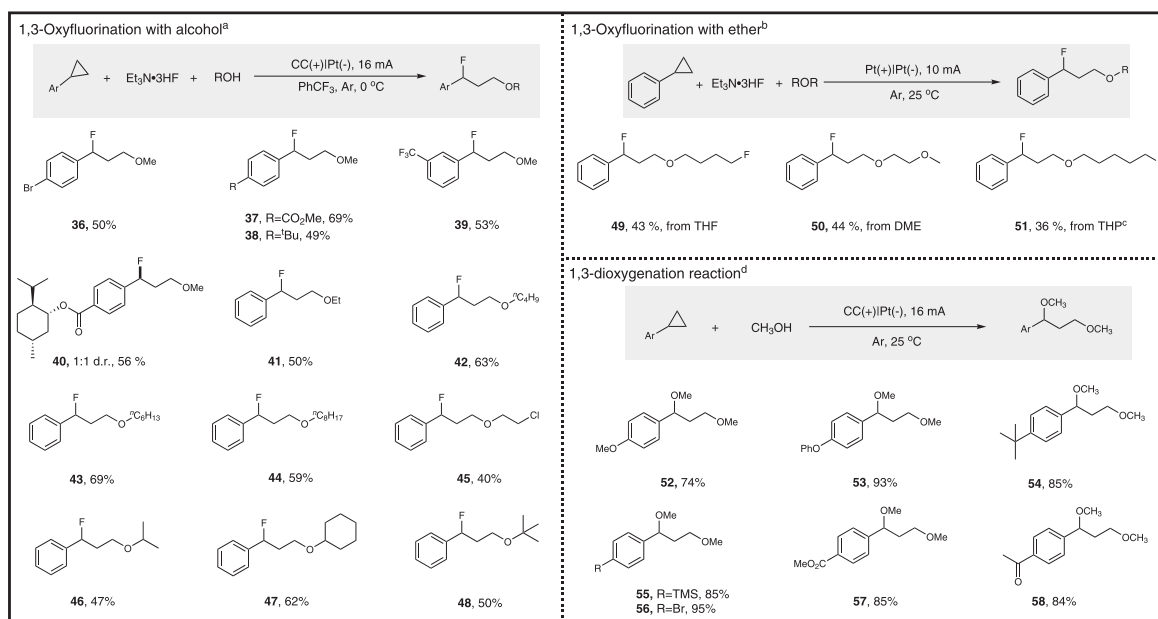 1,3-Oxyfluorination with alcoholᵃ
Ar + Et₃N•3HF + ROH
CC(+)|Pt(-), 16 mA
PhCF₃, Ar, 0 °C
F
Ar OR
F
Br OMe
36, 50%
F
R OMe
37, R=CO₂Me, 69%
38, R=ᵗBu, 49%
F
F₃C OMe
39, 53%
F
OMe
O
O
40, 1:1 d.r., 56 %
F
OEt
41, 50%
F
O ⁿC₄H₉
42, 63%
F
O ⁿC₆H₁₃
43, 69%
F
O ⁿC₈H₁₇
44, 59%
F
O Cl
45, 40%
F
O
46, 47%
F
O
47, 62%
F
O
48, 50%
1,3-Oxyfluorination with etherᵇ
+ Et₃N•3HF + ROR
Pt(+)|Pt(-), 10 mA
Ar, 25 °C
F
O R
F
O F
49, 43 %, from THF
F
O O
50, 44 %, from DME
F
O
51, 36 %, from THPᶜ
1,3-dioxygenation reactionᵈ
Ar + CH₃OH
CC(+)|Pt(-), 16 mA
Ar, 25 °C
OCH₃
Ar OCH₃
OMe
MeO OMe
52, 74%
OMe
PhO OMe
53, 93%
OCH₃
OCH₃
54, 85%
OMe
R OMe
55, R=TMS, 85%
56, R=Br, 95%
OMe
MeO₂C OMe
57, 85%
OCH₃
OCH₃
O
58, 84%